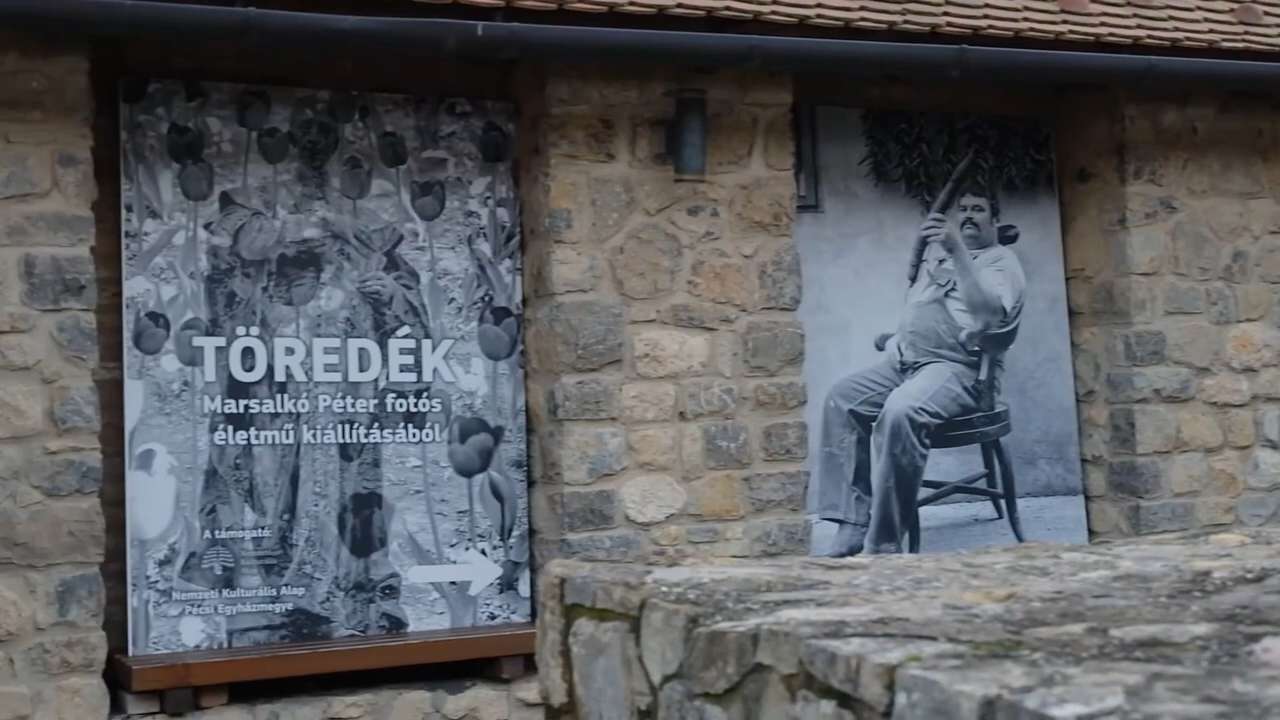 TÖREDÉK
Marsalkó Péter fotós
életmű kiállításából
A támogató:
Nemzeti Kulturális Alap
Pécsi Egyházmegye